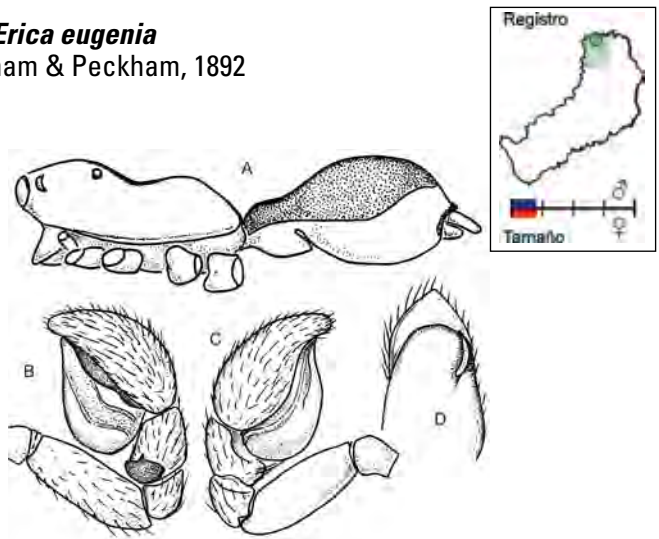 Erica eugenia
ham & Peckham, 1892
Registro
♂
Tamaño
♀
A
B
C
D